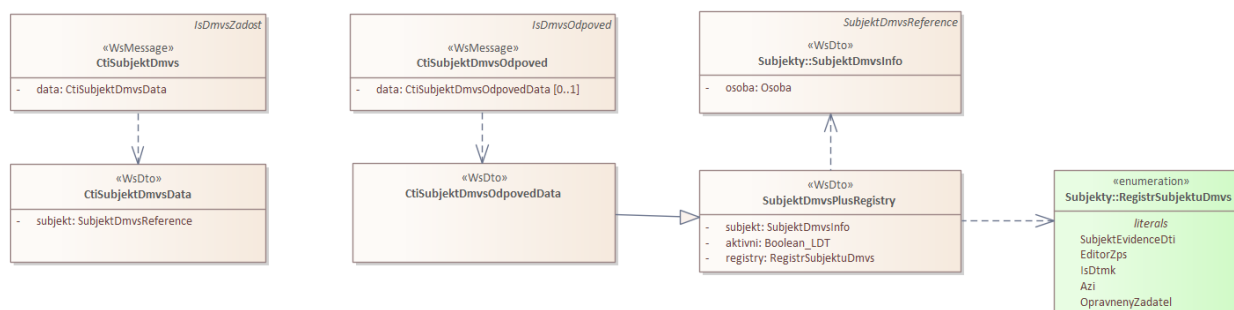 IsDmvsZadost
«WsMessage»
CtiSubjektDmvs
- data: CtiSubjektDmvsData
«WsDto»
CtiSubjektDmvsData
- subjekt: SubjektDmvsReference
IsDmvsOdpoved
«WsMessage»
CtiSubjektDmvsOdpoved
- data: CtiSubjektDmvsOdpovedData [0..1]
«WsDto»
CtiSubjektDmvsOdpovedData
SubjektDmvsReference
«WsDto»
Subjekty::SubjektDmvsInfo
- osoba: Osoba
«WsDto»
SubjektDmvsPlusRegistry
- subjekt: SubjektDmvsInfo
- aktivni: Boolean_LDT
- registry: RegistrSubjektuDmvs
«enumeration»
Subjekty::RegistrSubjektuDmvs
literals
SubjektEvidenceDti
EditorZps
IsDtmk
Azi
OpravnenyZadatel